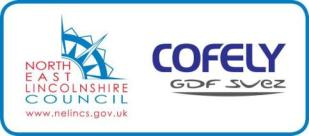 NORTH
EAST
LINCOLNSHIRE
COUNCIL
www.nelincs.gov.uk
COFELY
GDF SUEZ